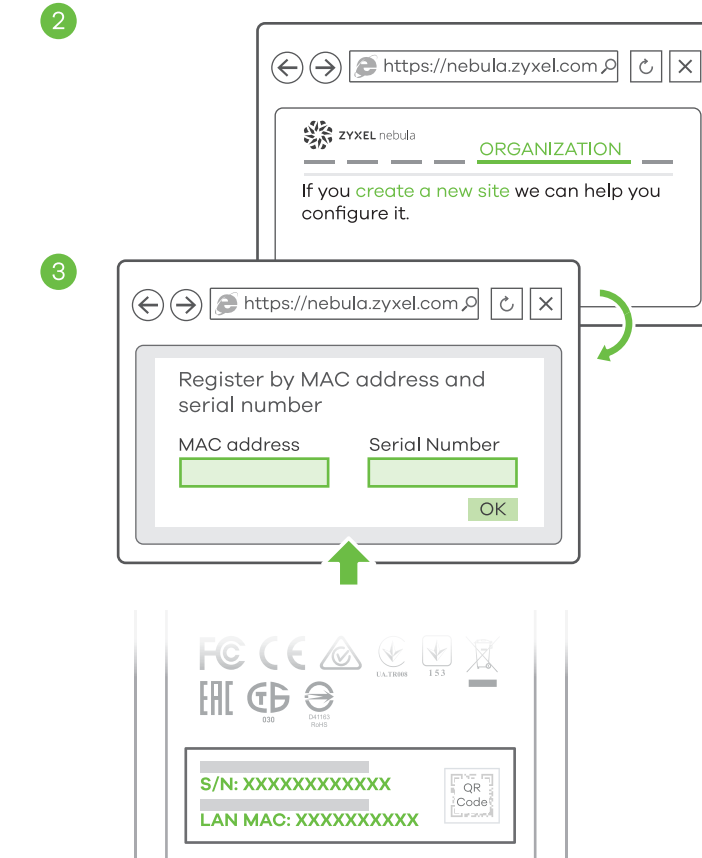 2
https://nebula.zyxel.com
ZYXEL nebula
ORGANIZATION
If you create a new site we can help you
configure it.
3
https://nebula.zyxel.com
Register by MAC address and
serial number
MAC address Serial Number
OK
FC CE UA.TR008 153
EAC 030 D41163
RoHS
S/N: XXXXXXXXXXXX
QR
Code
LAN MAC: XXXXXXXXXX